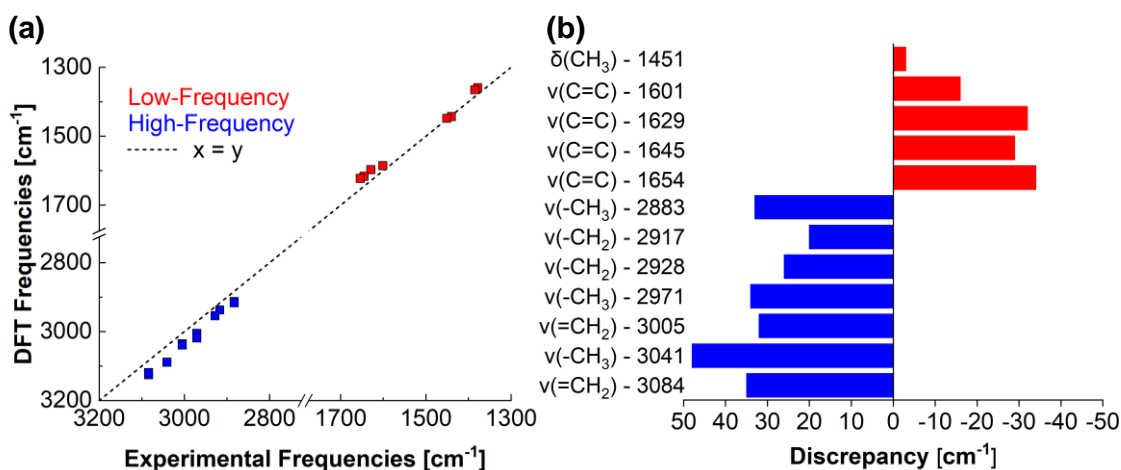 (a)
1300
1500
1700
2800
3000
3200
DFT Frequencies [cm⁻¹]
Low-Frequency
High-Frequency
x = y
3200 3000 2800 1700 1500 1300
Experimental Frequencies [cm⁻¹]
(b)
δ(CH₃) - 1451
ν(C=C) - 1601
ν(C=C) - 1629
ν(C=C) - 1645
ν(C=C) - 1654
ν(-CH₃) - 2883
ν(-CH₂) - 2917
ν(-CH₂) - 2928
ν(-CH₃) - 2971
ν(=CH₂) - 3005
ν(-CH₃) - 3041
ν(=CH₂) - 3084
50 40 30 20 10 0 -10 -20 -30 -40 -50
Discrepancy [cm⁻¹]